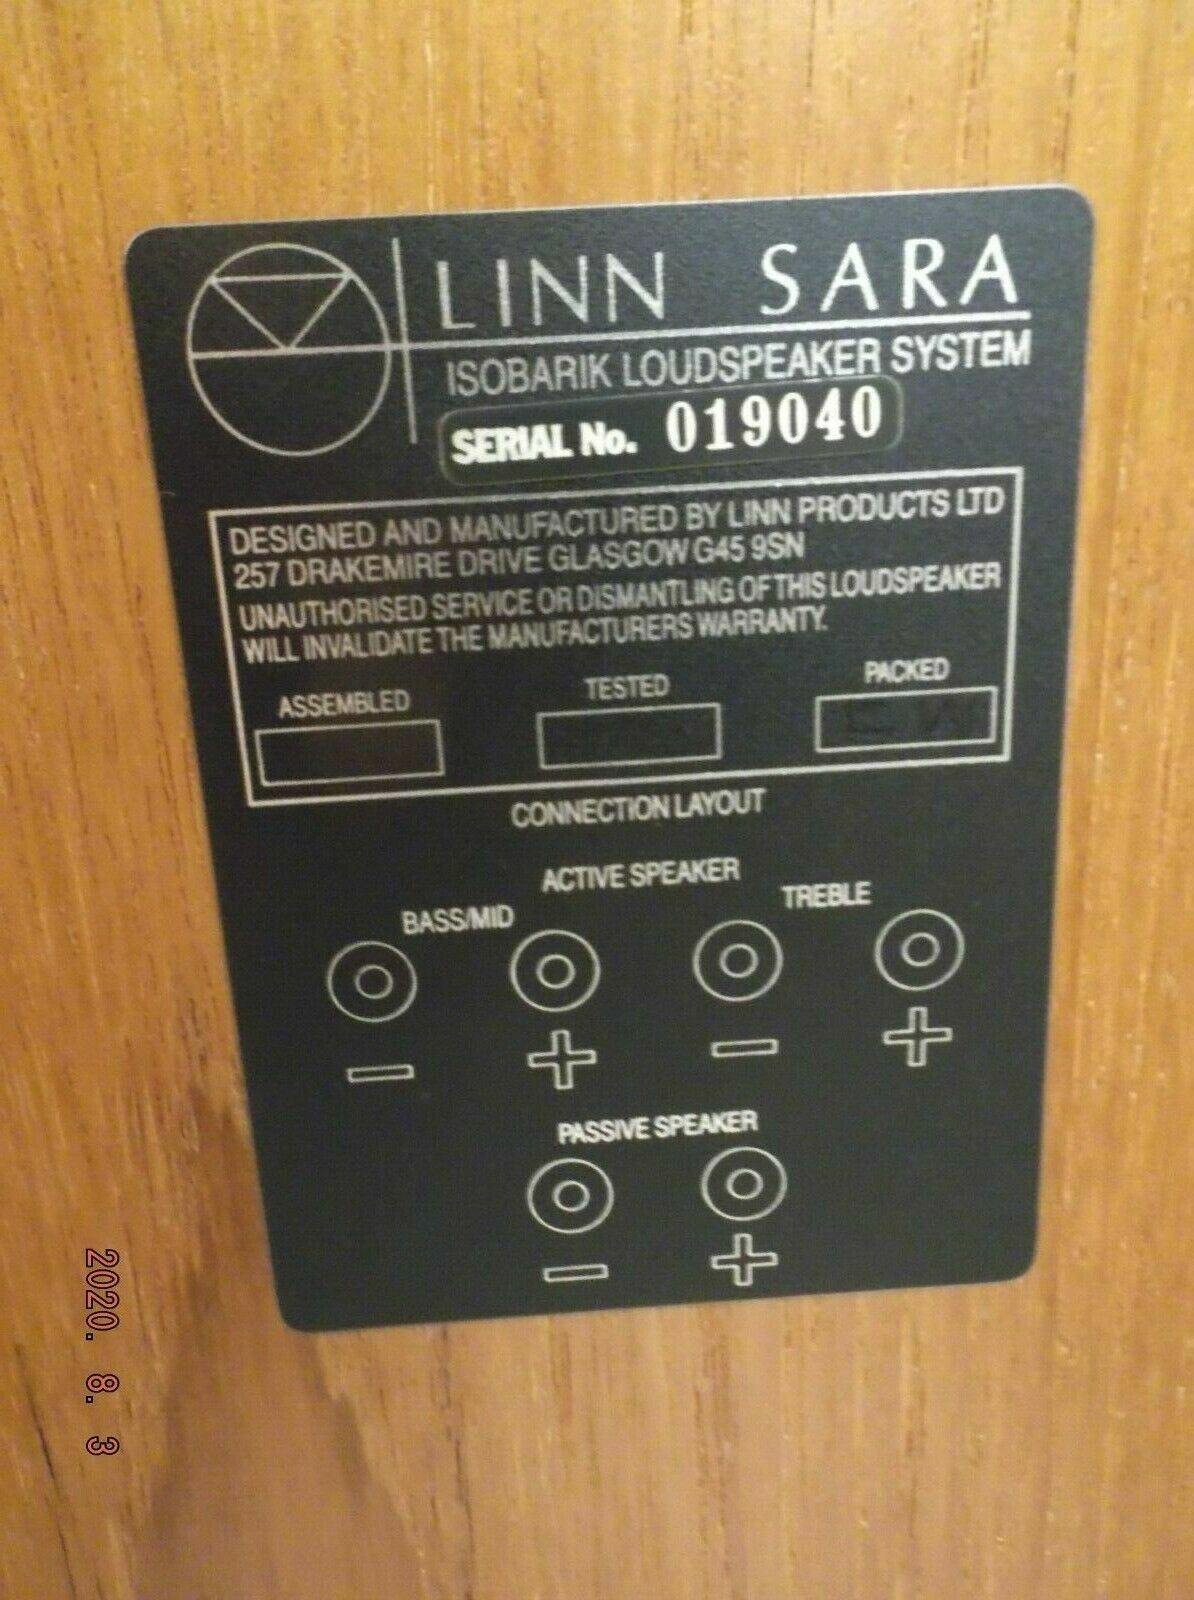 LINN SARA
ISOBARIK LOUDSPEAKER SYSTEM
SERIAL No. 019040
DESIGNED AND MANUFACTURED BY LINN PRODUCTS LTD
257 DRAKEMIRE DRIVE GLASGOW G45 9SN
UNAUTHORISED SERVICE OR DISMANTLING OF THIS LOUDSPEAKER
WILL INVALIDATE THE MANUFACTURERS WARRANTY.
ASSEMBLED TESTED PACKED
CONNECTION LAYOUT
ACTIVE SPEAKER
BASS/MID TREBLE
− + − +
PASSIVE SPEAKER
− +
2020. 8. 3